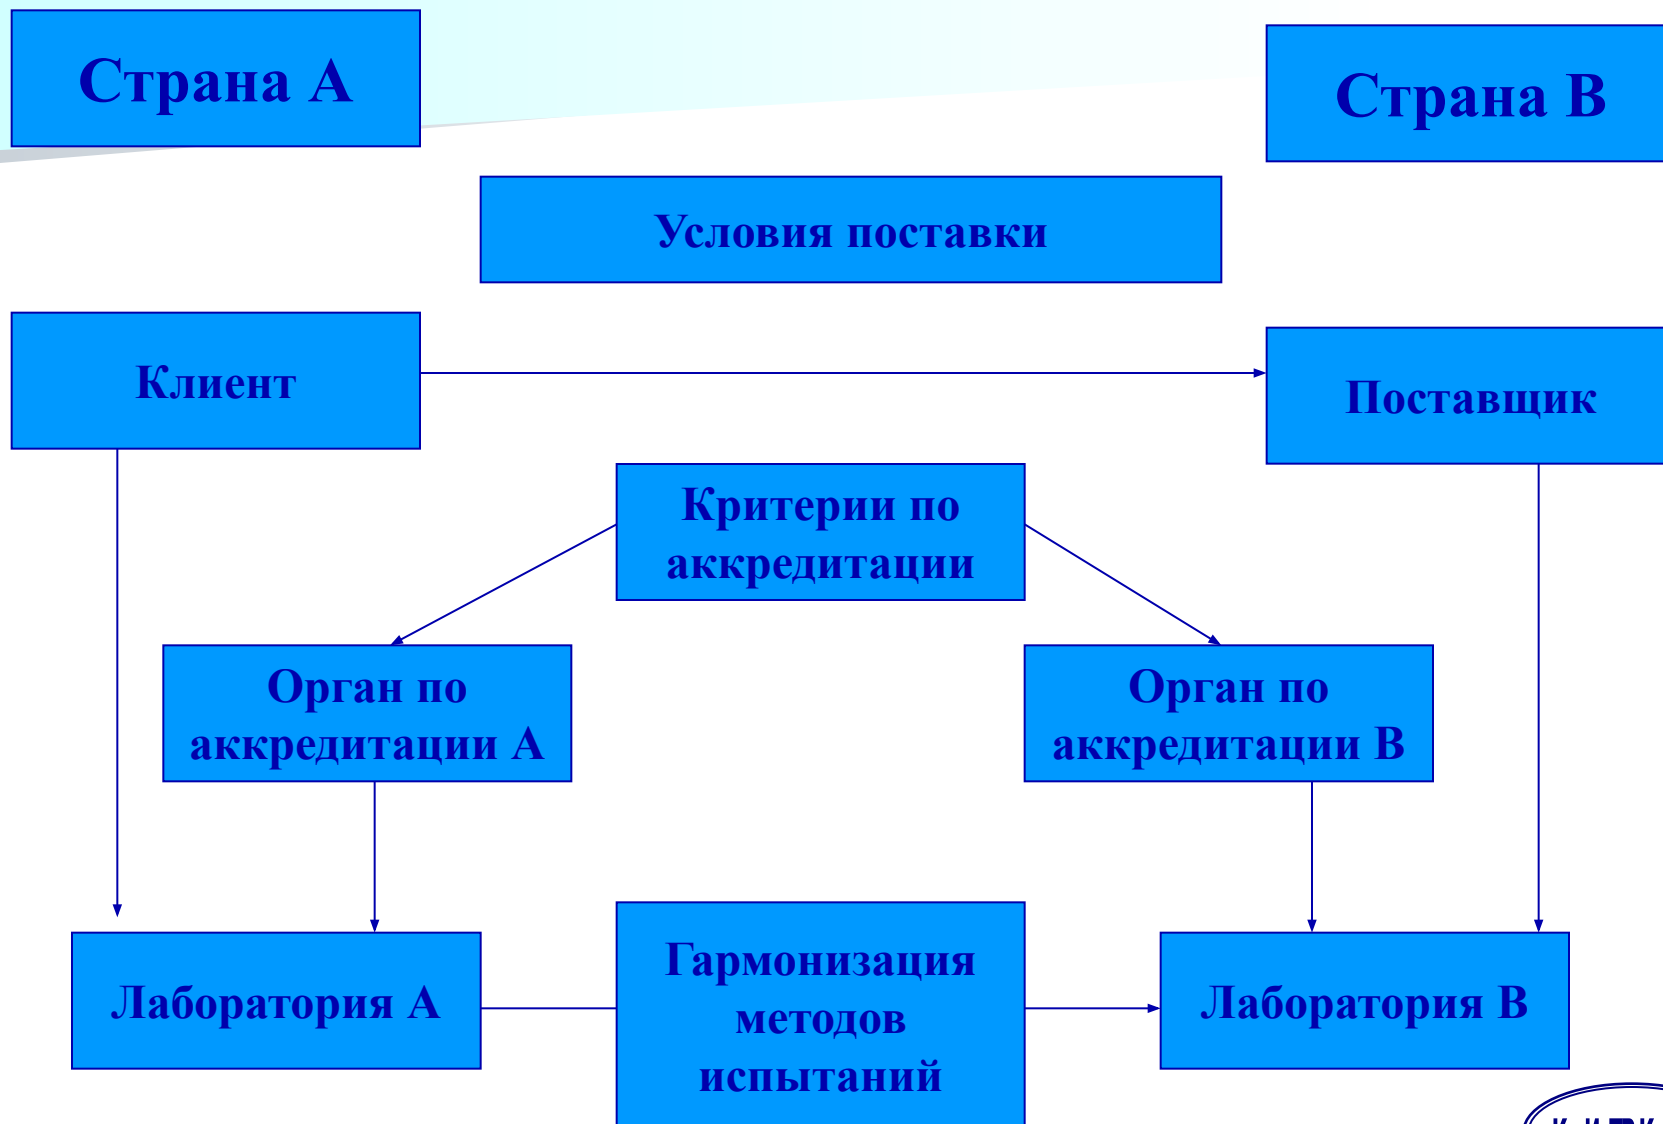 Страна А
Страна В
Условия поставки
Клиент
Поставщик
Критерии по
аккредитации
Орган по
аккредитации А
Орган по
аккредитации В
Лаборатория А
Гармонизация
методов
испытаний
Лаборатория В